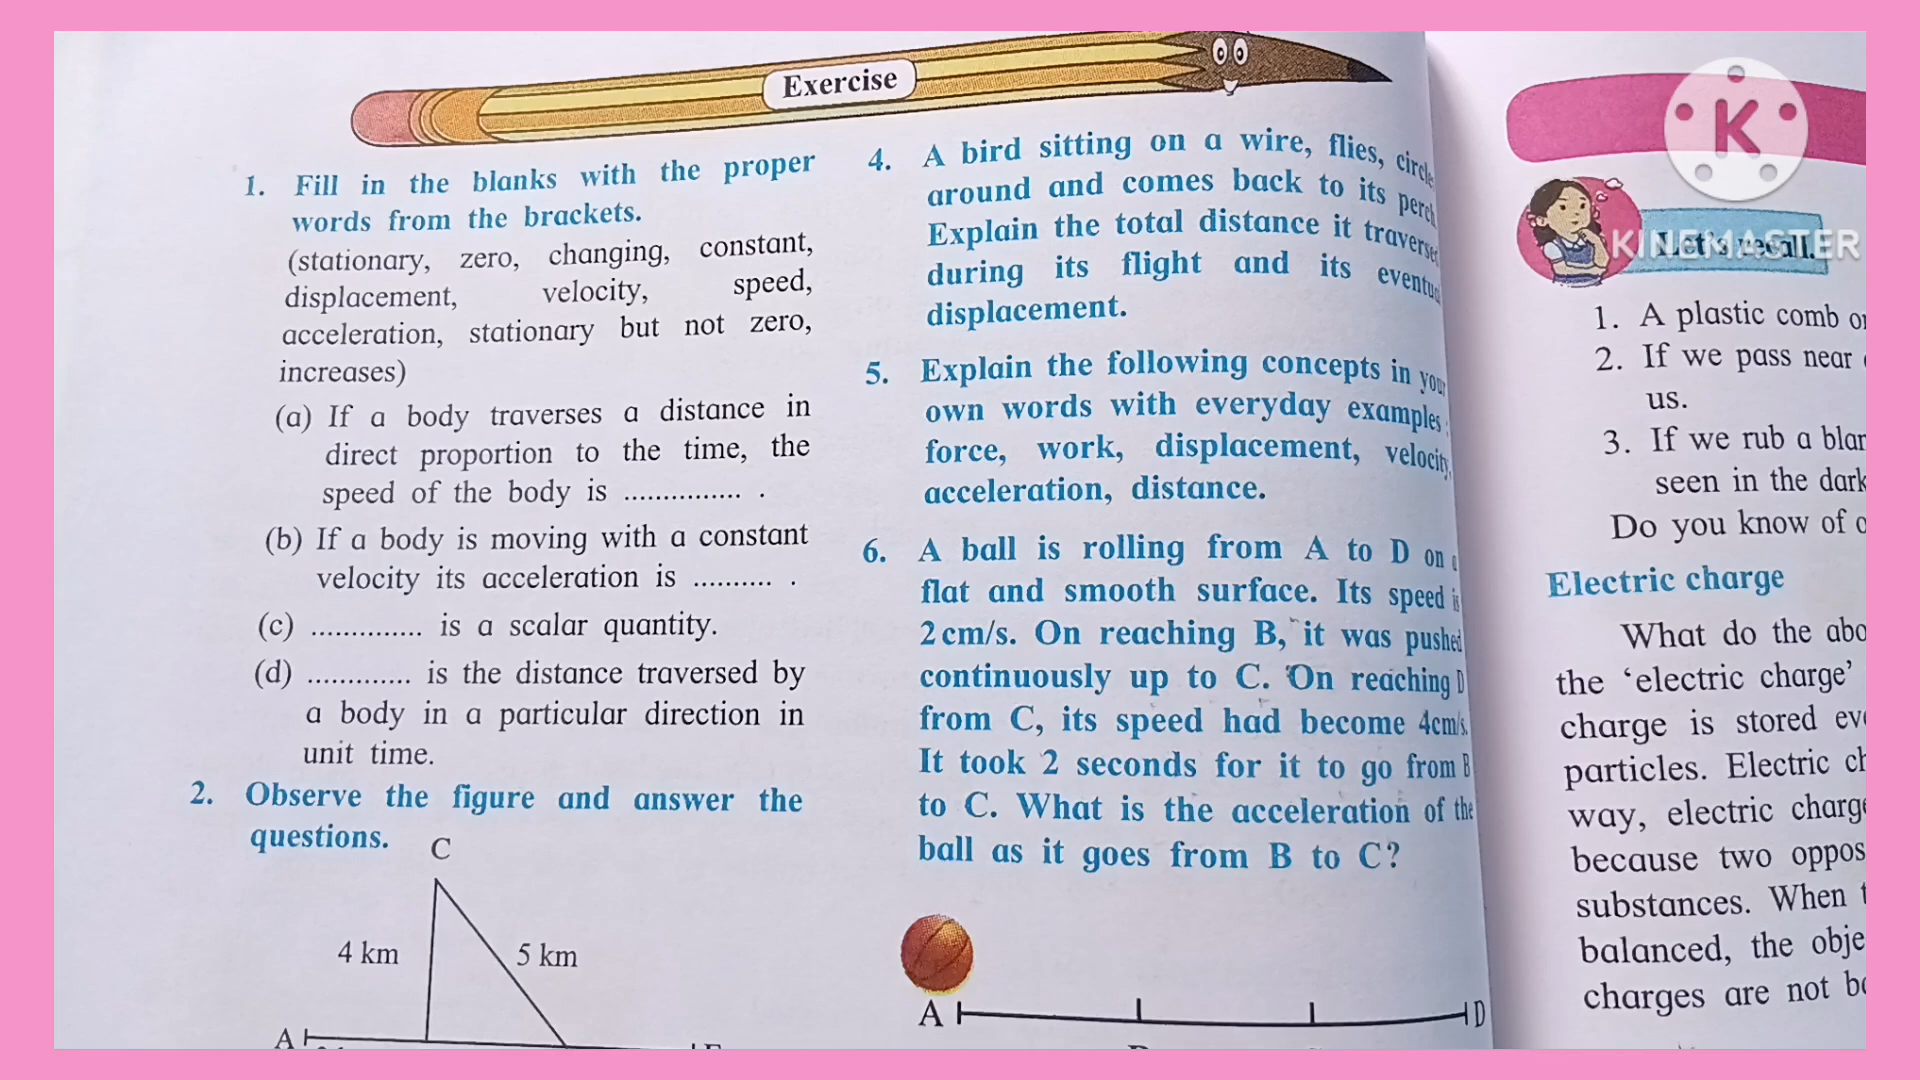 Exercise
1. Fill in the blanks with the proper
words from the brackets.
(stationary, zero, changing, constant,
displacement, velocity, speed,
acceleration, stationary but not zero,
increases)
(a) If a body traverses a distance in
direct proportion to the time, the
speed of the body is ............... .
(b) If a body is moving with a constant
velocity its acceleration is .......... .
(c) .............. is a scalar quantity.
(d) ............. is the distance traversed by
a body in a particular direction in
unit time.
2. Observe the figure and answer the
questions.
C
4 km
5 km
A
4. A bird sitting on a wire, flies,
around and comes back to its
Explain the total distance it
during its flight and its
displacement.
5. Explain the following concepts in your
own words with everyday examples :
force, work, displacement, velocity,
acceleration, distance.
6. A ball is rolling from A to D on a
flat and smooth surface. Its speed is
2 cm/s. On reaching B, it was pushed
continuously up to C. On reaching D
from C, its speed had become 4cm/s.
It took 2 seconds for it to go from B
to C. What is the acceleration of the
ball as it goes from B to C?
A D
K
KINEMASTER
Let's recall.
1. A plastic comb
2. If we pass near
us.
3. If we rub a
seen in the dark
Do you know of
Electric charge
What do the
the ‘electric charge’
charge is stored
particles. Electric
way, electric
because two
substances. When
balanced, the
charges are not